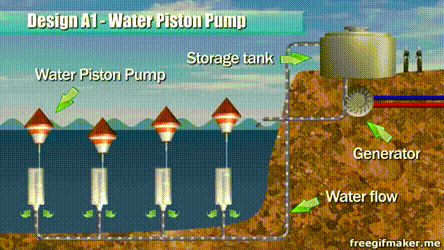 Design A1 - Water Piston Pump
Storage tank
Water Piston Pump
Generator
Water flow
freegifmaker.me